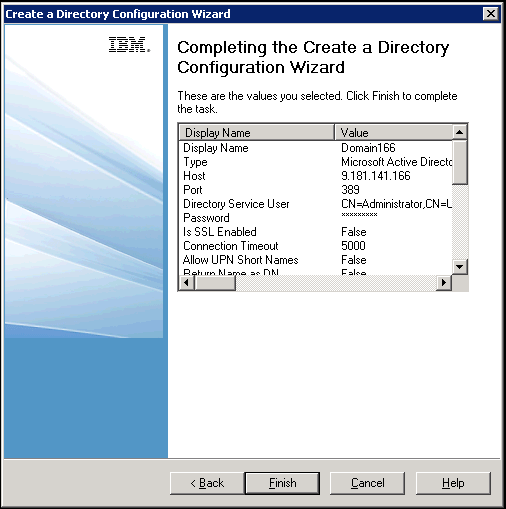 Create a Directory Configuration Wizard
IBM.
Completing the Create a Directory
Configuration Wizard
These are the values you selected. Click Finish to complete
the task.
Display Name Value
Display Name Domain166
Type Microsoft Active Directo
Host 9.181.141.166
Port 389
Directory Service User CN=Administrator,CN=U
Password *********
Is SSL Enabled False
Connection Timeout 5000
Allow UPN Short Names False
Return Name as DN False
< Back Finish Cancel Help